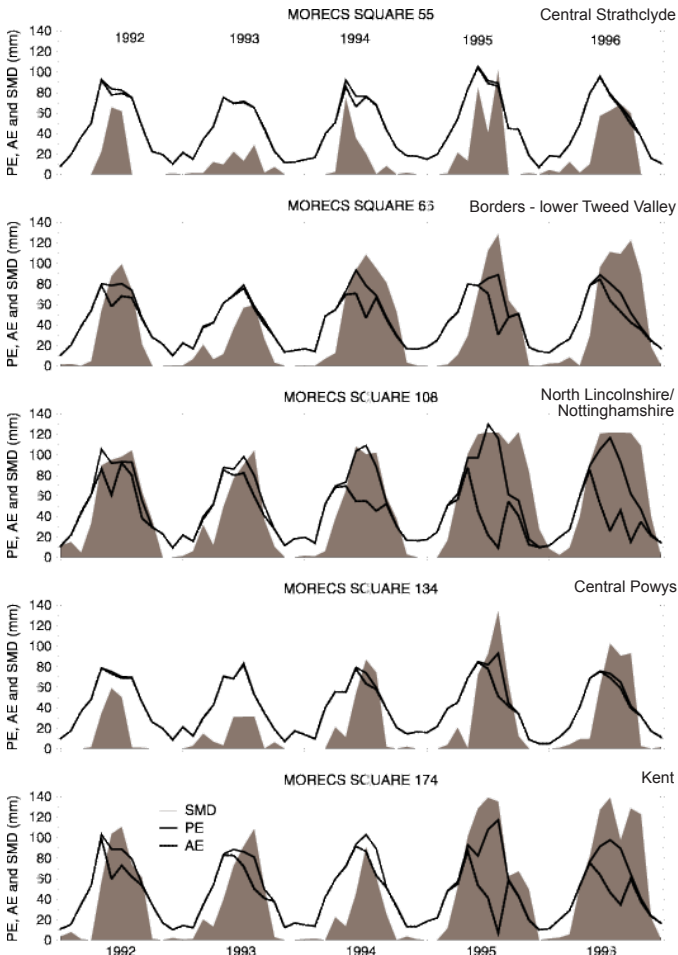 MORECS SQUARE 55
Central Strathclyde
1992 1993 1994 1995 1996
PE, AE and SMD (mm)
140
120
100
80
60
40
20
0
MORECS SQUARE 66
Borders - lower Tweed Valley
PE, AE and SMD (mm)
140
120
100
80
60
40
20
0
MORECS SQUARE 108
North Lincolnshire/
Nottinghamshire
PE, AE and SMD (mm)
140
120
100
80
60
40
20
0
MORECS SQUARE 134
Central Powys
PE, AE and SMD (mm)
140
120
100
80
60
40
20
0
MORECS SQUARE 174
Kent
PE, AE and SMD (mm)
140
120
100
80
60
40
20
0
SMD
PE
AE
1992 1993 1994 1995 1996